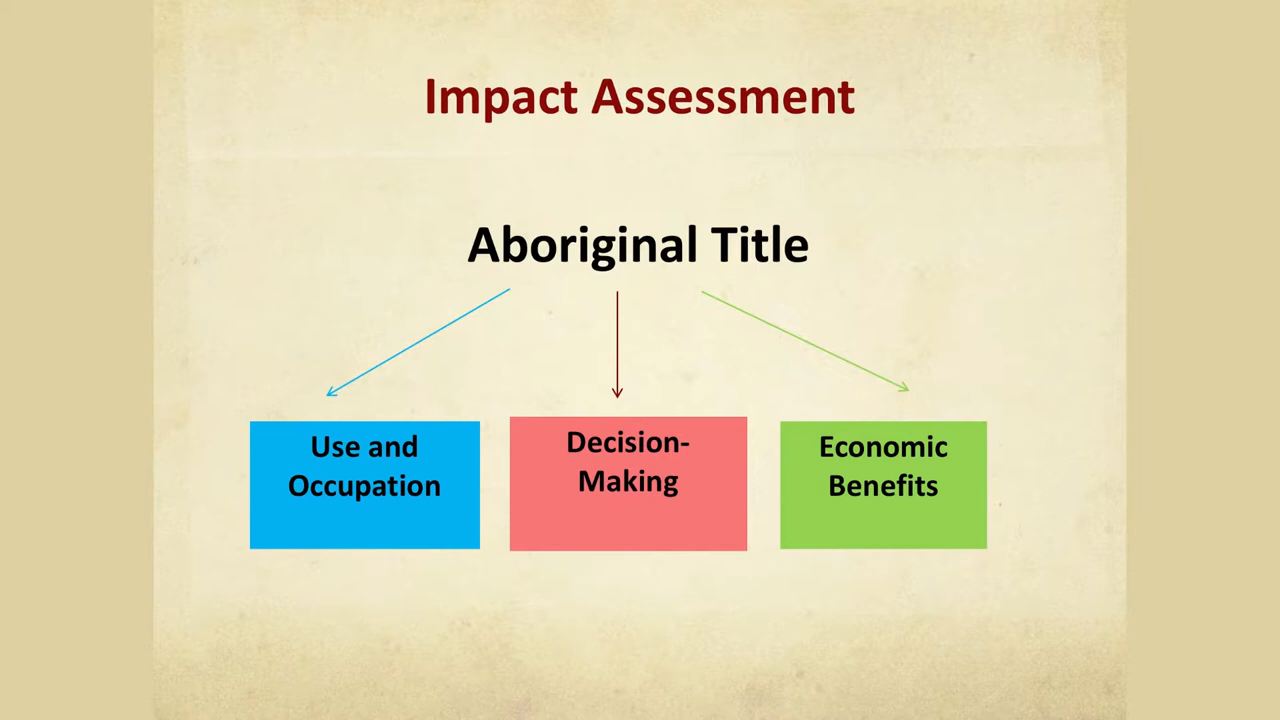 Impact Assessment
Aboriginal Title
Use and
Occupation
Decision-
Making
Economic
Benefits